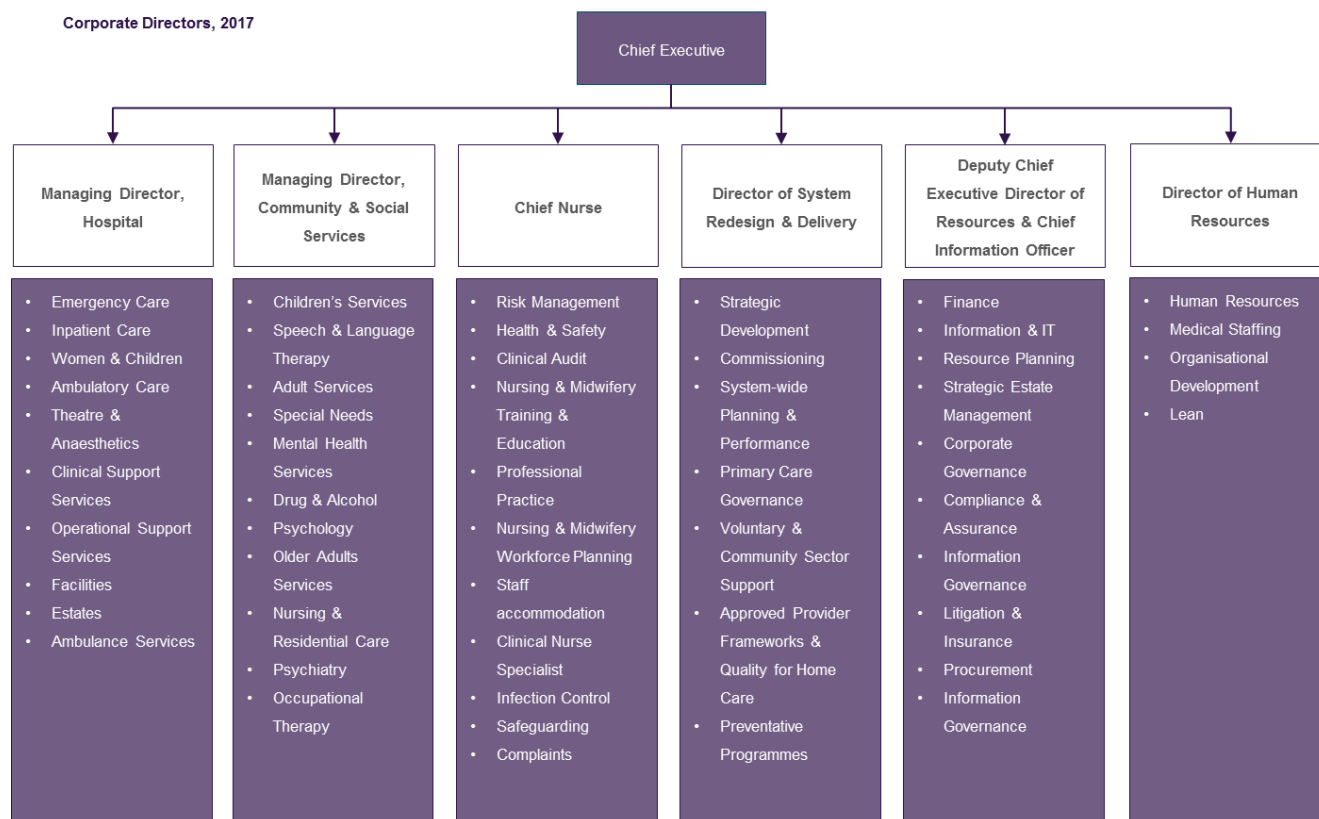 Corporate Directors, 2017
Chief Executive
Managing Director,
Hospital
Managing Director,
Community & Social
Services
Chief Nurse
Director of System
Redesign & Delivery
Deputy Chief
Executive Director of
Resources & Chief
Information Officer
Director of Human
Resources
• Emergency Care
• Inpatient Care
• Women & Children
• Ambulatory Care
• Theatre &
Anaesthetics
• Clinical Support
Services
• Operational Support
Services
• Facilities
• Estates
• Ambulance Services
• Children’s Services
• Speech & Language
Therapy
• Adult Services
• Special Needs
• Mental Health
Services
• Drug & Alcohol
• Psychology
• Older Adults
Services
• Nursing &
Residential Care
• Psychiatry
• Occupational
Therapy
• Risk Management
• Health & Safety
• Clinical Audit
• Nursing & Midwifery
Training &
Education
• Professional
Practice
• Nursing & Midwifery
Workforce Planning
• Staff
accommodation
• Clinical Nurse
Specialist
• Infection Control
• Safeguarding
• Complaints
• Strategic
Development
• Commissioning
• System-wide
Planning &
Performance
• Primary Care
Governance
• Voluntary &
Community Sector
Support
• Approved Provider
Frameworks &
Quality for Home
Care
• Preventative
Programmes
• Finance
• Information & IT
• Resource Planning
• Strategic Estate
Management
• Corporate
Governance
• Compliance &
Assurance
• Information
Governance
• Litigation &
Insurance
• Procurement
• Information
Governance
• Human Resources
• Medical Staffing
• Organisational
Development
• Lean